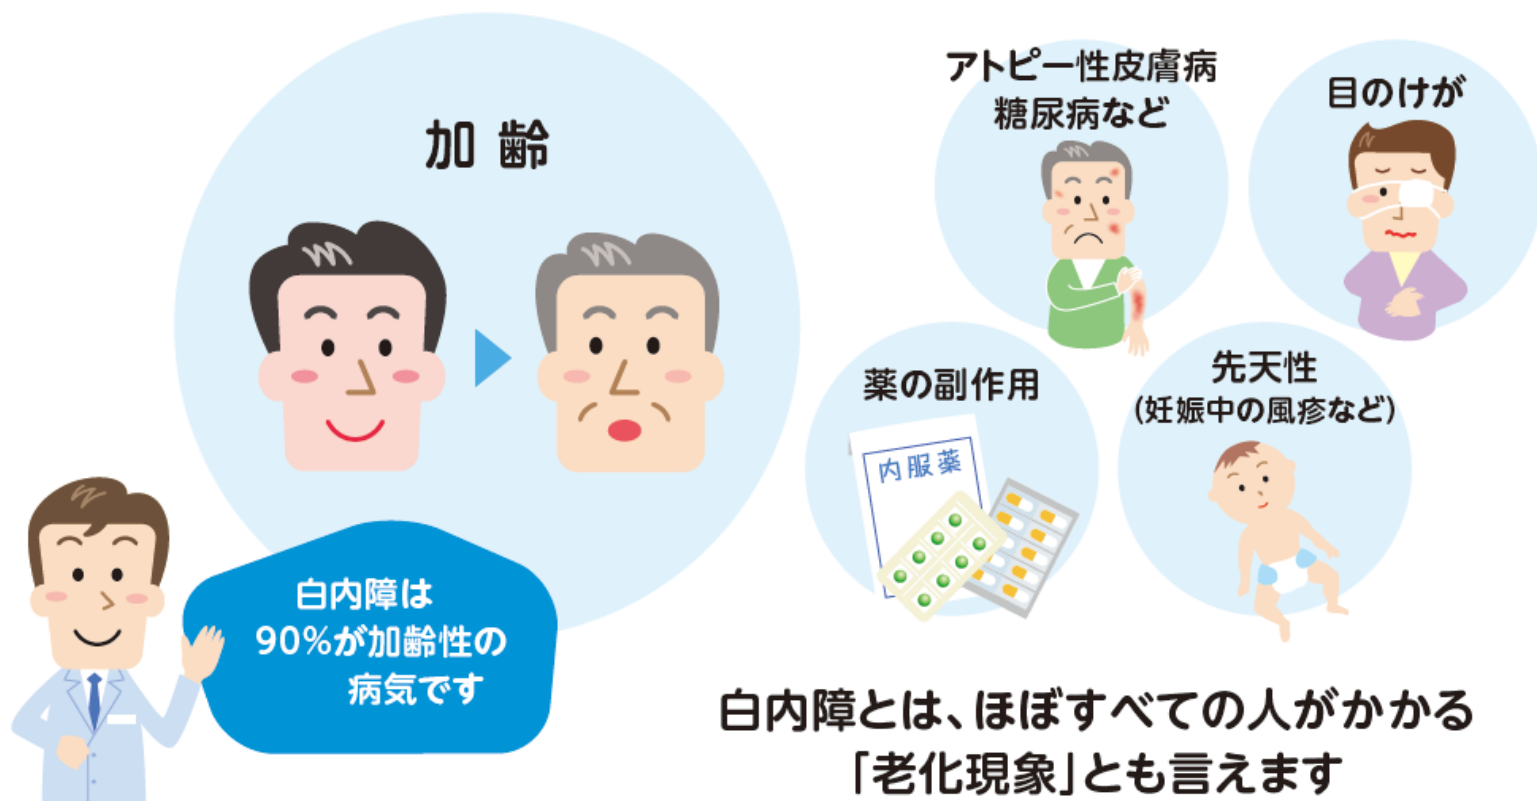 加齢
アトピー性皮膚病
糖尿病など
目のけが
薬の副作用
内服薬
先天性
(妊娠中の風疹など)
白内障は
90%が加齢性の
病気です
白内障とは、ほぼすべての人がかかる
「老化現象」とも言えます